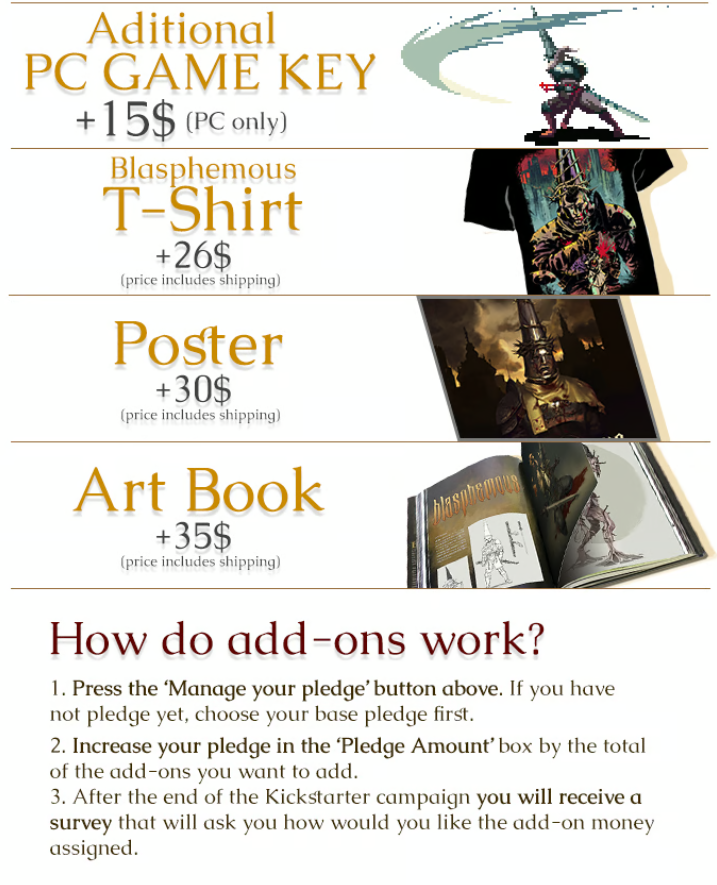 Aditional
PC GAME KEY
+15$ (PC only)
Blasphemous
T-Shirt
+26$
(price includes shipping)
Poster
+30$
(price includes shipping)
Art Book
+35$
(price includes shipping)
blasphemous
How do add-ons work?
1. Press the ‘Manage your pledge’ button above. If you have
not pledge yet, choose your base pledge first.
2. Increase your pledge in the ‘Pledge Amount’ box by the total
of the add-ons you want to add.
3. After the end of the Kickstarter campaign you will receive a
survey that will ask you how would you like the add-on money
assigned.